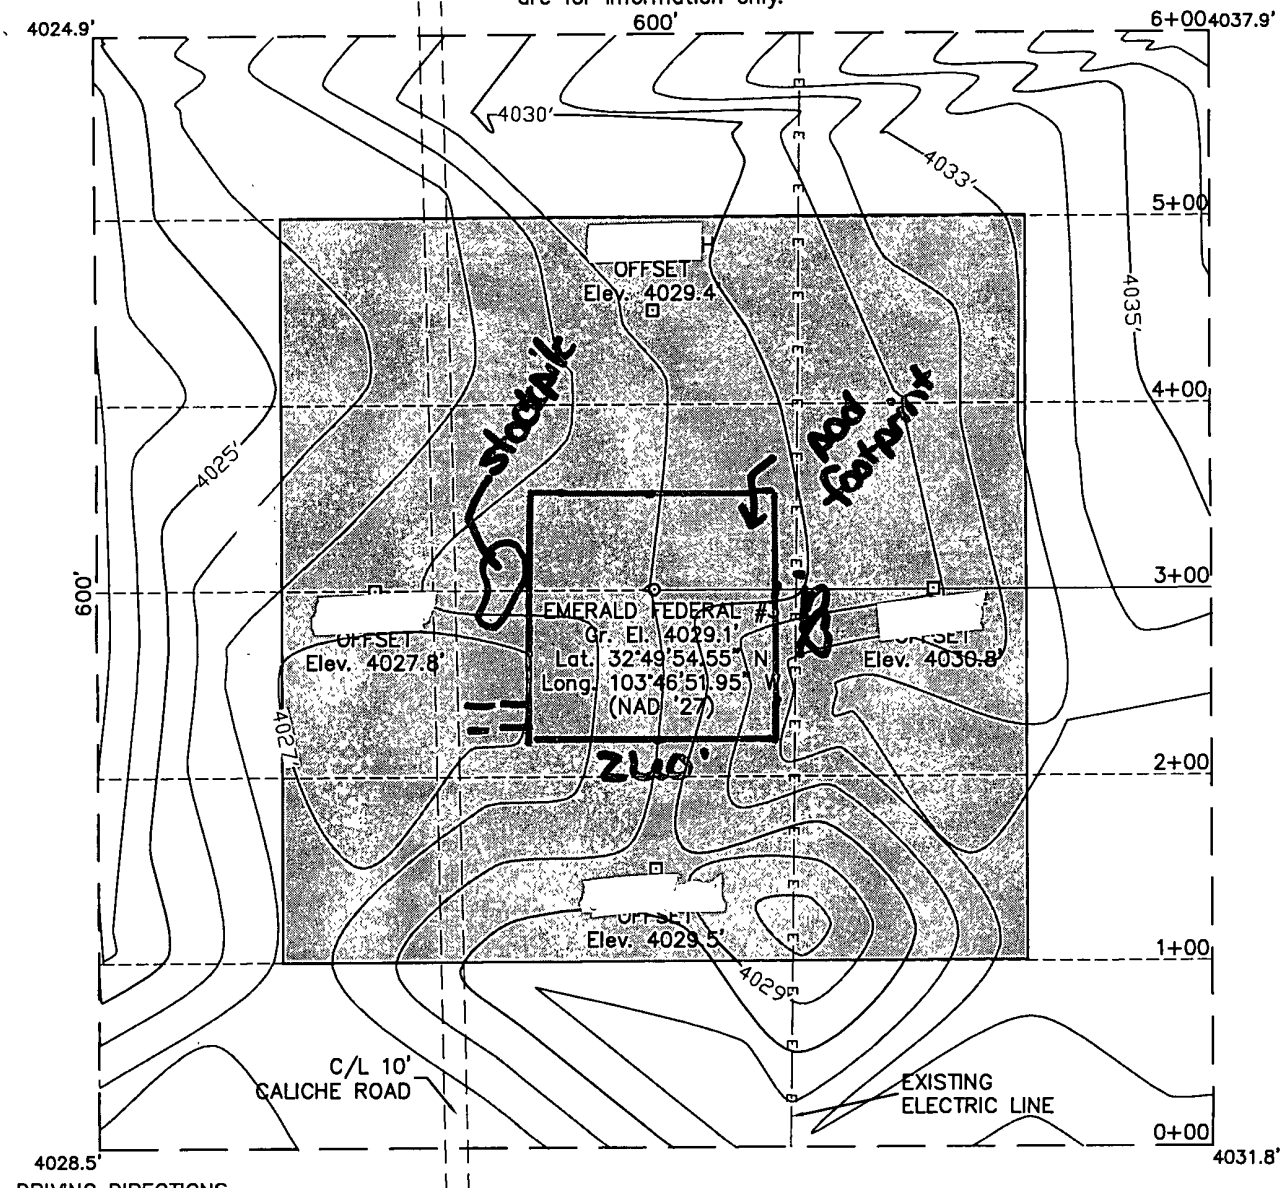 are for information only.
4024.9'
600'
6+00
4037.9'
4030'
4033'
5+00
H
OFFSET
Elev. 4029.4'
4035'
stockpile
4+00
pad
footprint
4025'
600'
3+00
EMERALD FEDERAL #
Gr. El. 4029.1'
Lat. 32°49'54.55" N
Long. 103°46'51.95" W
(NAD '27)
OFFSET
Elev. 4027.8'
OFFSET
Elev. 4030.8'
4027'
240'
2+00
OFFSET
Elev. 4029.5'
1+00
4029'
C/L 10'
CALICHE ROAD
EXISTING
ELECTRIC LINE
0+00
4028.5'
4031.8'
DRIVING DIRECTIONS